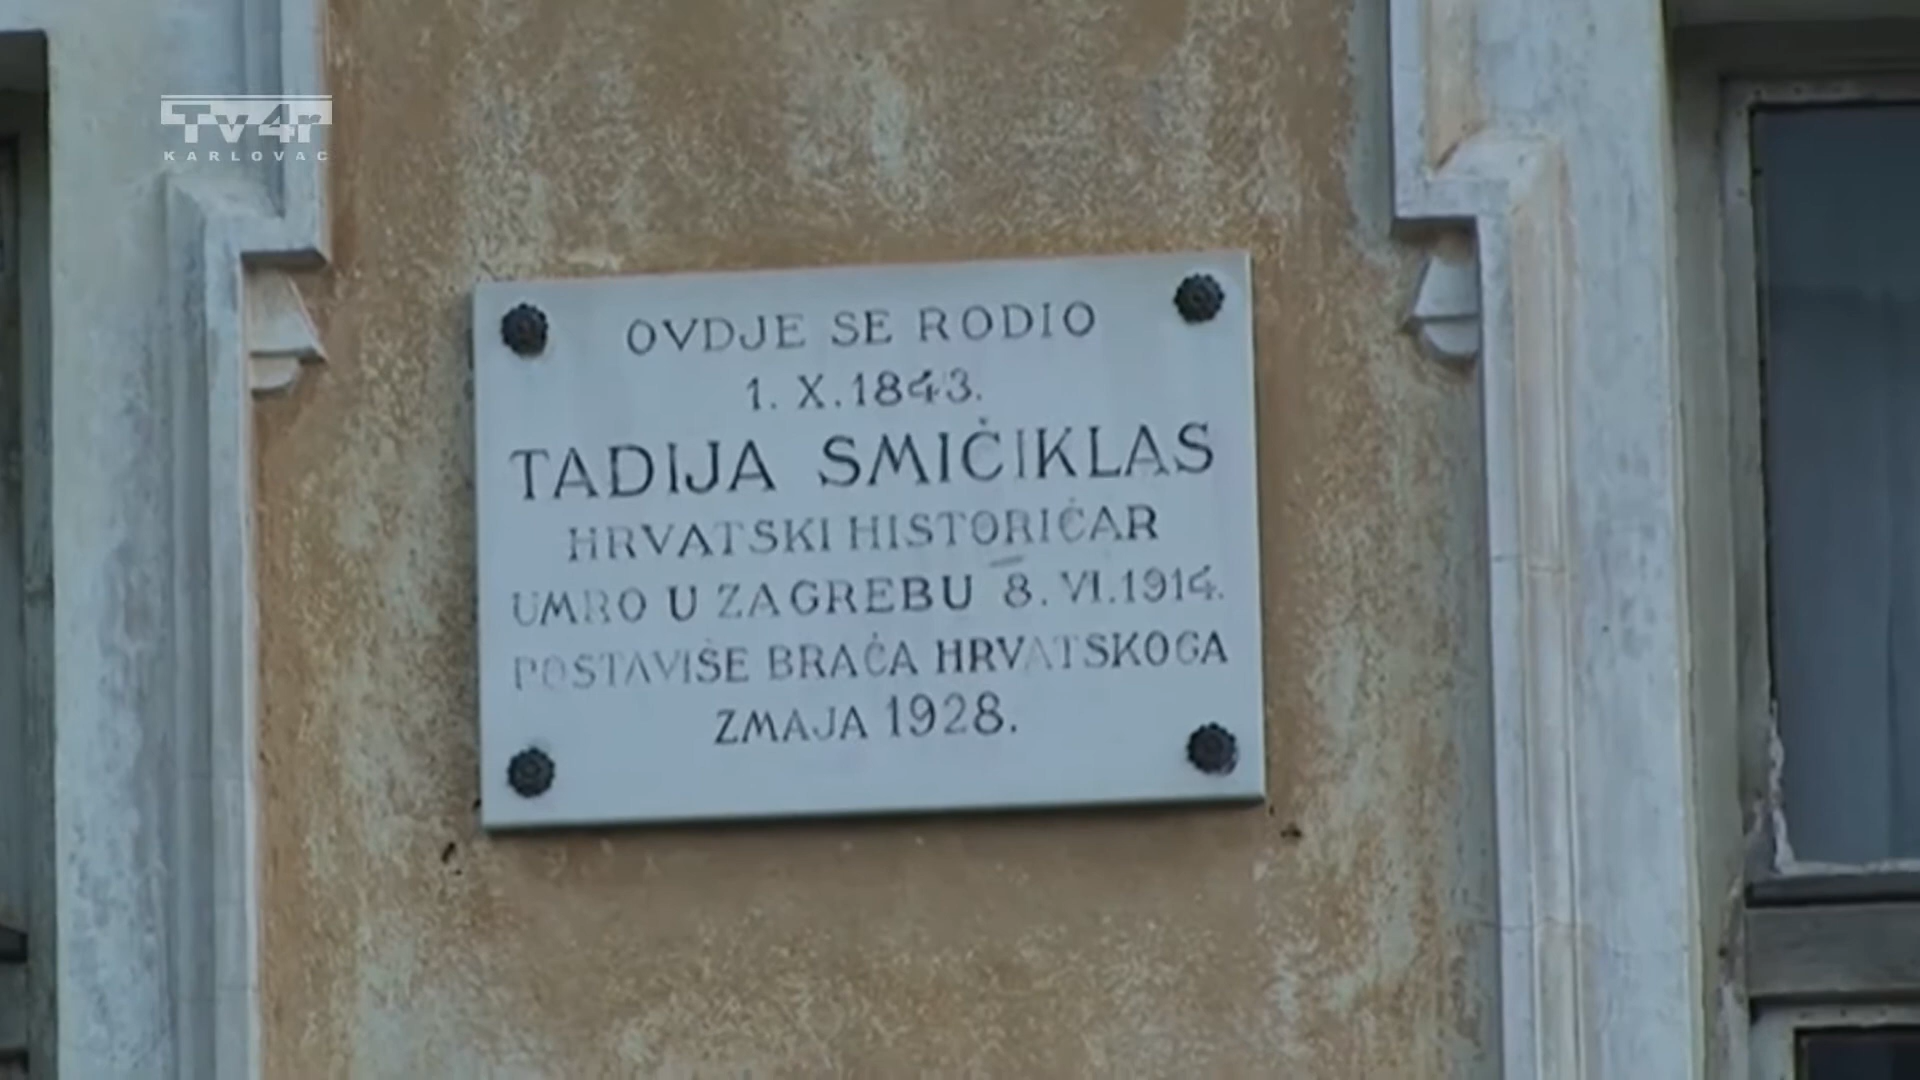 Tv4r
KARLOVAC
OVDJE SE RODIO
1. X. 1843.
TADIJA SMIČIKLAS
HRVATSKI HISTORIČAR
UMRO U ZAGREBU 8. VI. 1914.
POSTAVIŠE BRAĆA HRVATSKOGA
ZMAJA 1928.